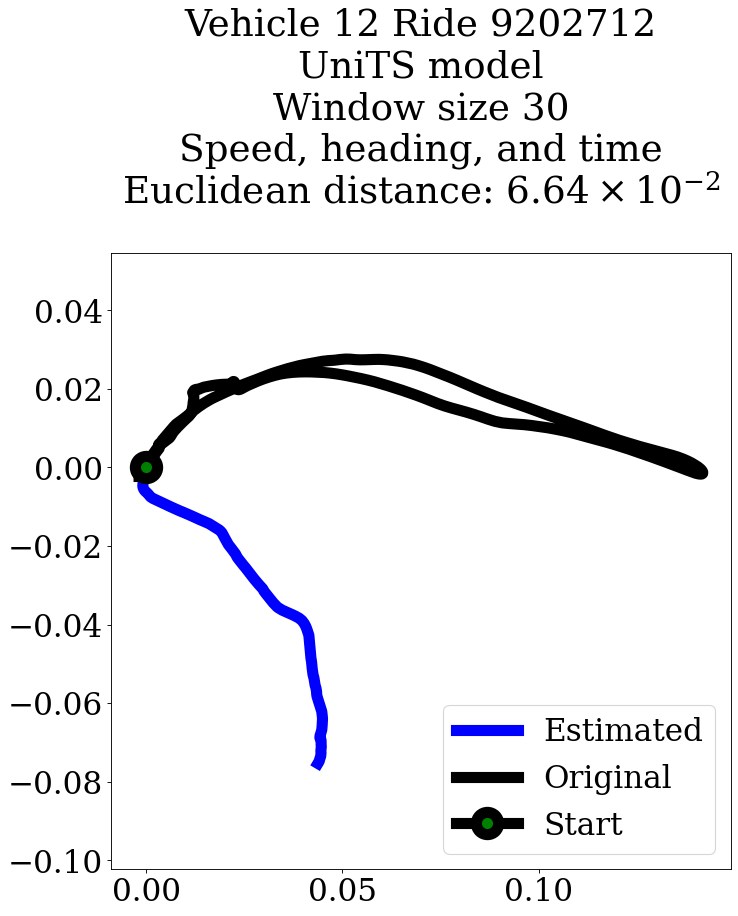 Vehicle 12 Ride 9202712
UniTS model
Window size 30
Speed, heading, and time
Euclidean distance: 6.64 × 10⁻²
0.04
0.02
0.00
−0.02
−0.04
−0.06
−0.08
−0.10
0.00 0.05 0.10
Estimated
Original
Start